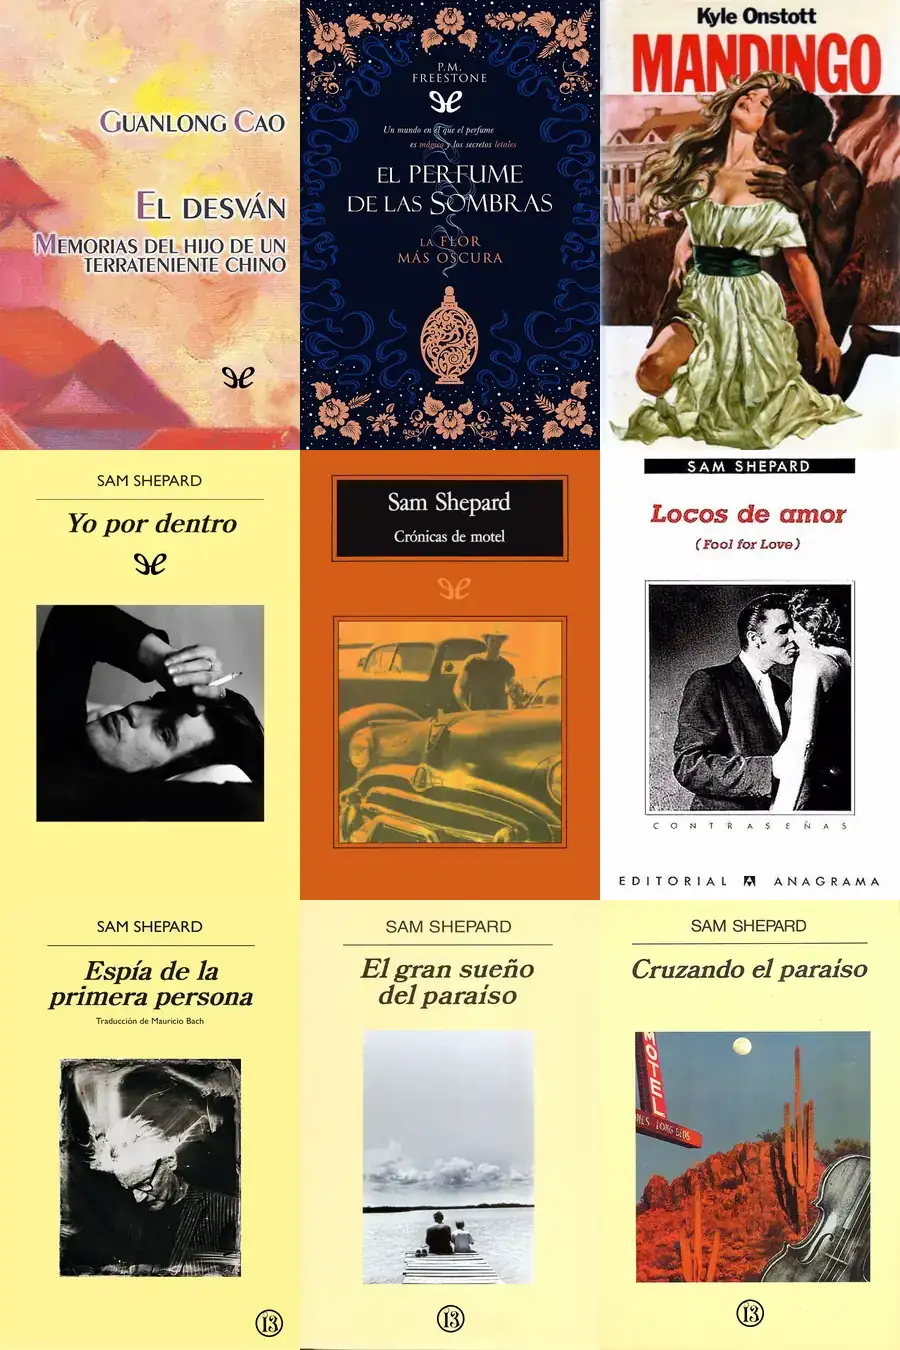 GUANLONG CAO
EL DESVÁN
MEMORIAS DEL HIJO DE UN
TERRATENIENTE CHINO
P.M.
FREESTONE
Un mundo en el que el perfume
es mágico y los secretos letales
EL PERFUME
DE LAS SOMBRAS
LA FLOR
MÁS OSCURA
Kyle Onstott
MANDINGO
SAM SHEPARD
Yo por dentro
Sam Shepard
Crónicas de motel
SAM SHEPARD
Locos de amor
(Fool for Love)
CONTRASEÑAS
EDITORIAL ANAGRAMA
SAM SHEPARD
Espía de la
primera persona
Traducción de Mauricio Bach
13
SAM SHEPARD
El gran sueño
del paraíso
13
SAM SHEPARD
Cruzando el paraíso
MOTEL
LONG BEDS
13